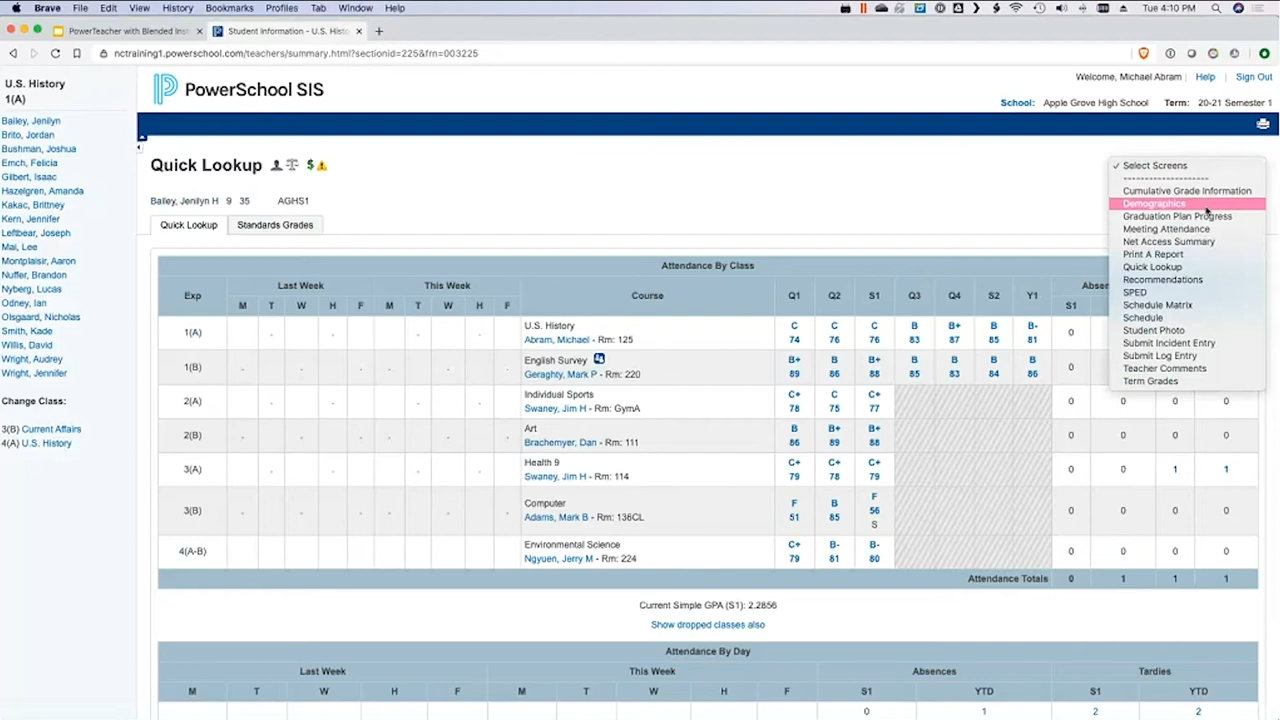 Brave File Edit View History Bookmarks Profiles Tab Window Help Tue 4:10 PM
PowerTeacher with Blended Inst × Student Information - U.S. Histo × +
nctraining1.powerschool.com/teachers/summary.html?sectionid=225&frn=003225
U.S. History
1(A)
Bailey, Jenilyn
Brito, Jordan
Bushman, Joshua
Emch, Felicia
Gilbert, Isaac
Hazelgren, Amanda
Kakac, Brittney
Kern, Jennifer
Leftbear, Joseph
Mai, Lee
Montplaisir, Aaron
Nuffer, Brandon
Nyberg, Lucas
Odney, Ian
Olsgaard, Nicholas
Smith, Kade
Willis, David
Wright, Audrey
Wright, Jennifer
Change Class:
3(B) Current Affairs
4(A) U.S. History
PowerSchool SIS
Welcome, Michael Abram | Help | Sign Out
School: Apple Grove High School Term: 20-21 Semester 1
Quick Lookup
Bailey, Jenilyn H 9 35 AGHS1
Quick Lookup Standards Grades
✓ Select Screens
--------------------
Cumulative Grade Information
Demographics
Graduation Plan Progress
Meeting Attendance
Net Access Summary
Print A Report
Quick Lookup
Recommendations
SPED
Schedule Matrix
Schedule
Student Photo
Submit Incident Entry
Submit Log Entry
Teacher Comments
Term Grades
Attendance By Class
Exp Last Week This Week Course Q1 Q2 S1 Q3 Q4 S2 Y1
M T W H F M T W H F S1
1(A) U.S. History C C C B B+ B B-
Abram, Michael - Rm: 125 74 76 76 83 87 85 81 0
1(B) English Survey B+ B B+ B B B B
Geraghty, Mark P - Rm: 220 89 86 88 85 83 84 86 0
2(A) Individual Sports C+ C C+
Swaney, Jim H - Rm: GymA 78 75 77 0 0 0 0
2(B) Art B B+ B+
Brachemyer, Dan - Rm: 111 86 89 88 0 0 0 0
3(A) Health 9 C+ C+ C+
Swaney, Jim H - Rm: 114 79 78 79 0 0 1 1
3(B) Computer F B F
Adams, Mark B - Rm: 136CL 51 85 56 S 0 0 0 0
4(A-B) Environmental Science C+ B- B-
Ngyuen, Jerry M - Rm: 224 79 81 80 0 0 0 0
Attendance Totals 0 1 1 1
Current Simple GPA (S1): 2.2856
Show dropped classes also
Attendance By Day
Last Week This Week Absences Tardies
M T W H F M T W H F S1 YTD S1 YTD
0 1 2 2